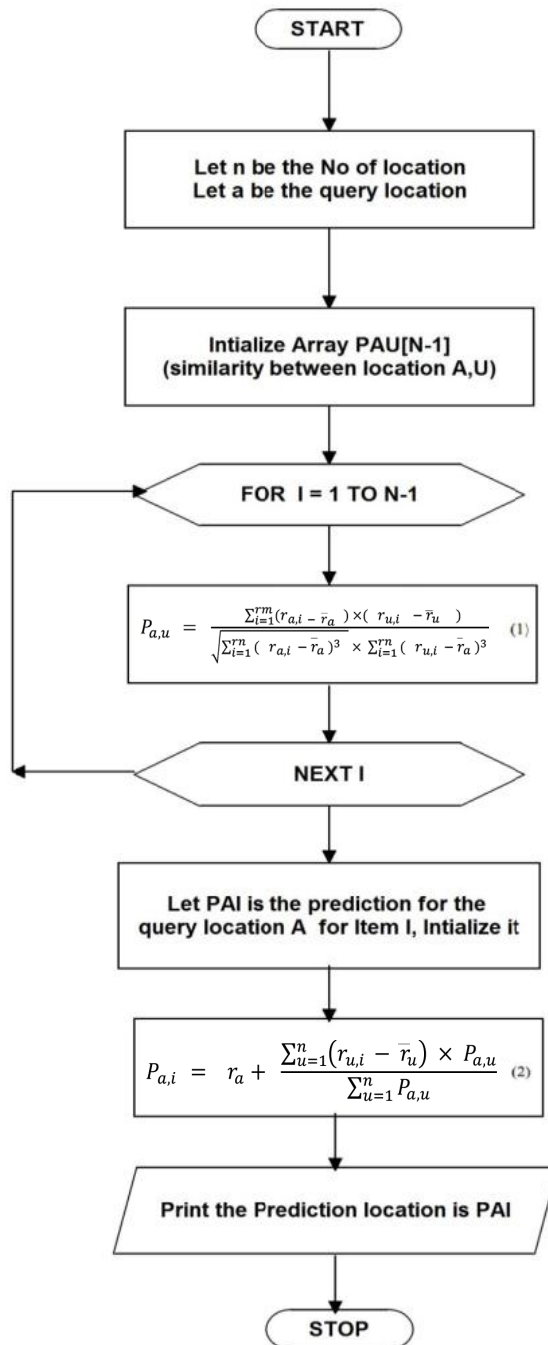 START
Let n be the No of location
Let a be the query location
Intialize Array PAU[N-1]
(similarity between location A,U)
FOR I = 1 TO N-1
$P_{a,u} = \frac{\sum_{i=1}^{rm}(r_{a,i-\bar{r}_a})\times(r_{u,i}-\bar{r}_u)}{\sqrt{\sum_{i=1}^{rn}(r_{a,i}-\bar{r}_a)^3}\times\sum_{i=1}^{rn}(r_{u,i}-\bar{r}_a)^3}$ (1)
NEXT I
Let PAI is the prediction for the
query location A for Item I, Intialize it
$P_{a,i} = r_a + \frac{\sum_{u=1}^{n}(r_{u,i}-\bar{r}_u)\times P_{a,u}}{\sum_{u=1}^{n}P_{a,u}}$ (2)
Print the Prediction location is PAI
STOP